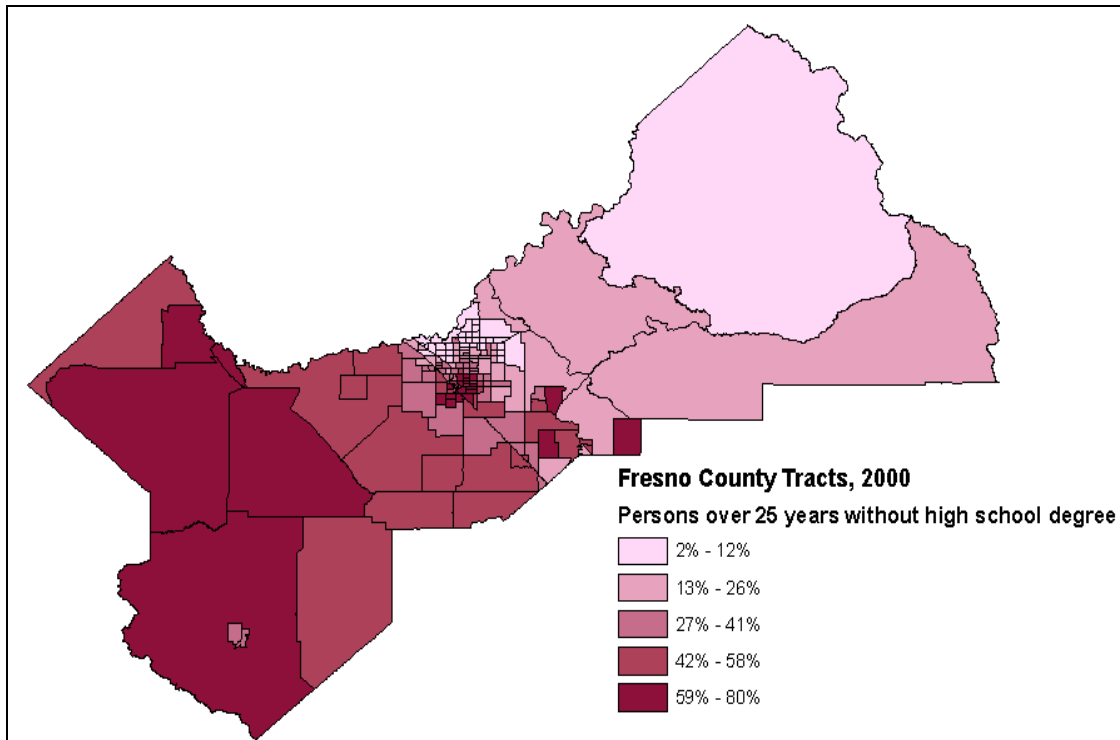 Fresno County Tracts, 2000
Persons over 25 years without high school degree
2% - 12%
13% - 26%
27% - 41%
42% - 58%
59% - 80%